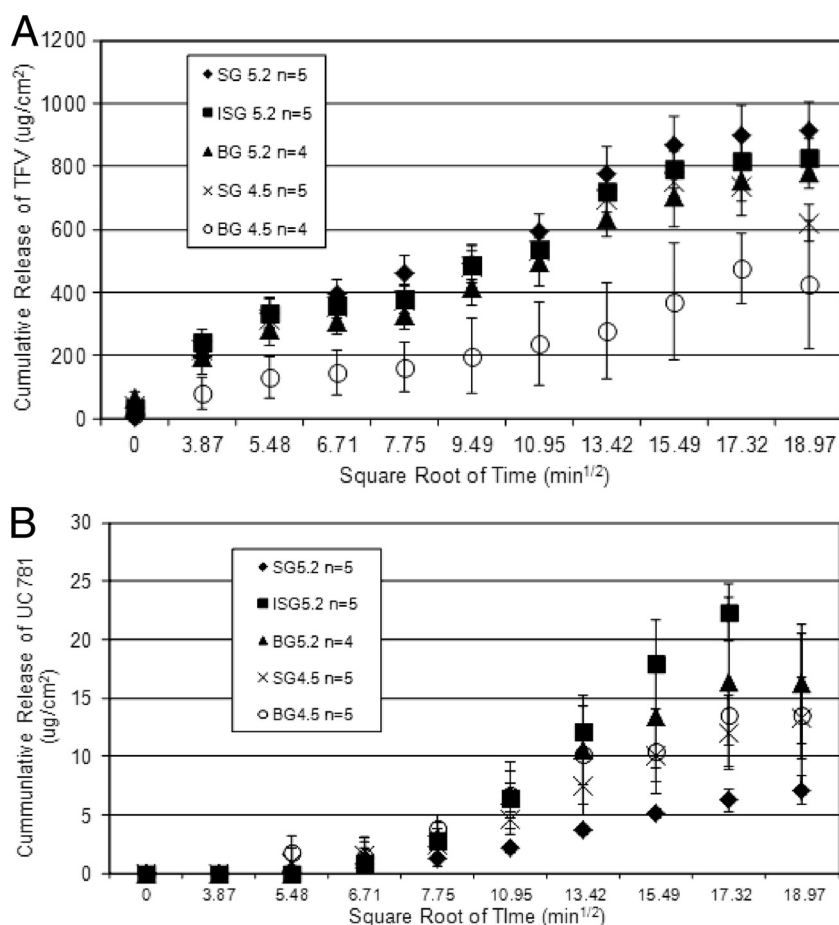 A
Cumulative Release of TFV (ug/cm²)
1200
1000
800
600
400
200
0
SG 5.2 n=5
ISG 5.2 n=5
BG 5.2 n=4
SG 4.5 n=5
BG 4.5 n=4
0 3.87 5.48 6.71 7.75 9.49 10.95 13.42 15.49 17.32 18.97
Square Root of Time (min¹/²)
B
Cummunlative Release of UC 781
(ug/cm²)
30
25
20
15
10
5
0
SG5.2 n=5
ISG5.2 n=5
BG5.2 n=4
SG4.5 n=5
BG4.5 n=5
0 3.87 5.48 6.71 7.75 10.95 13.42 15.49 17.32 18.97
Square Root of TIme (min¹/²)